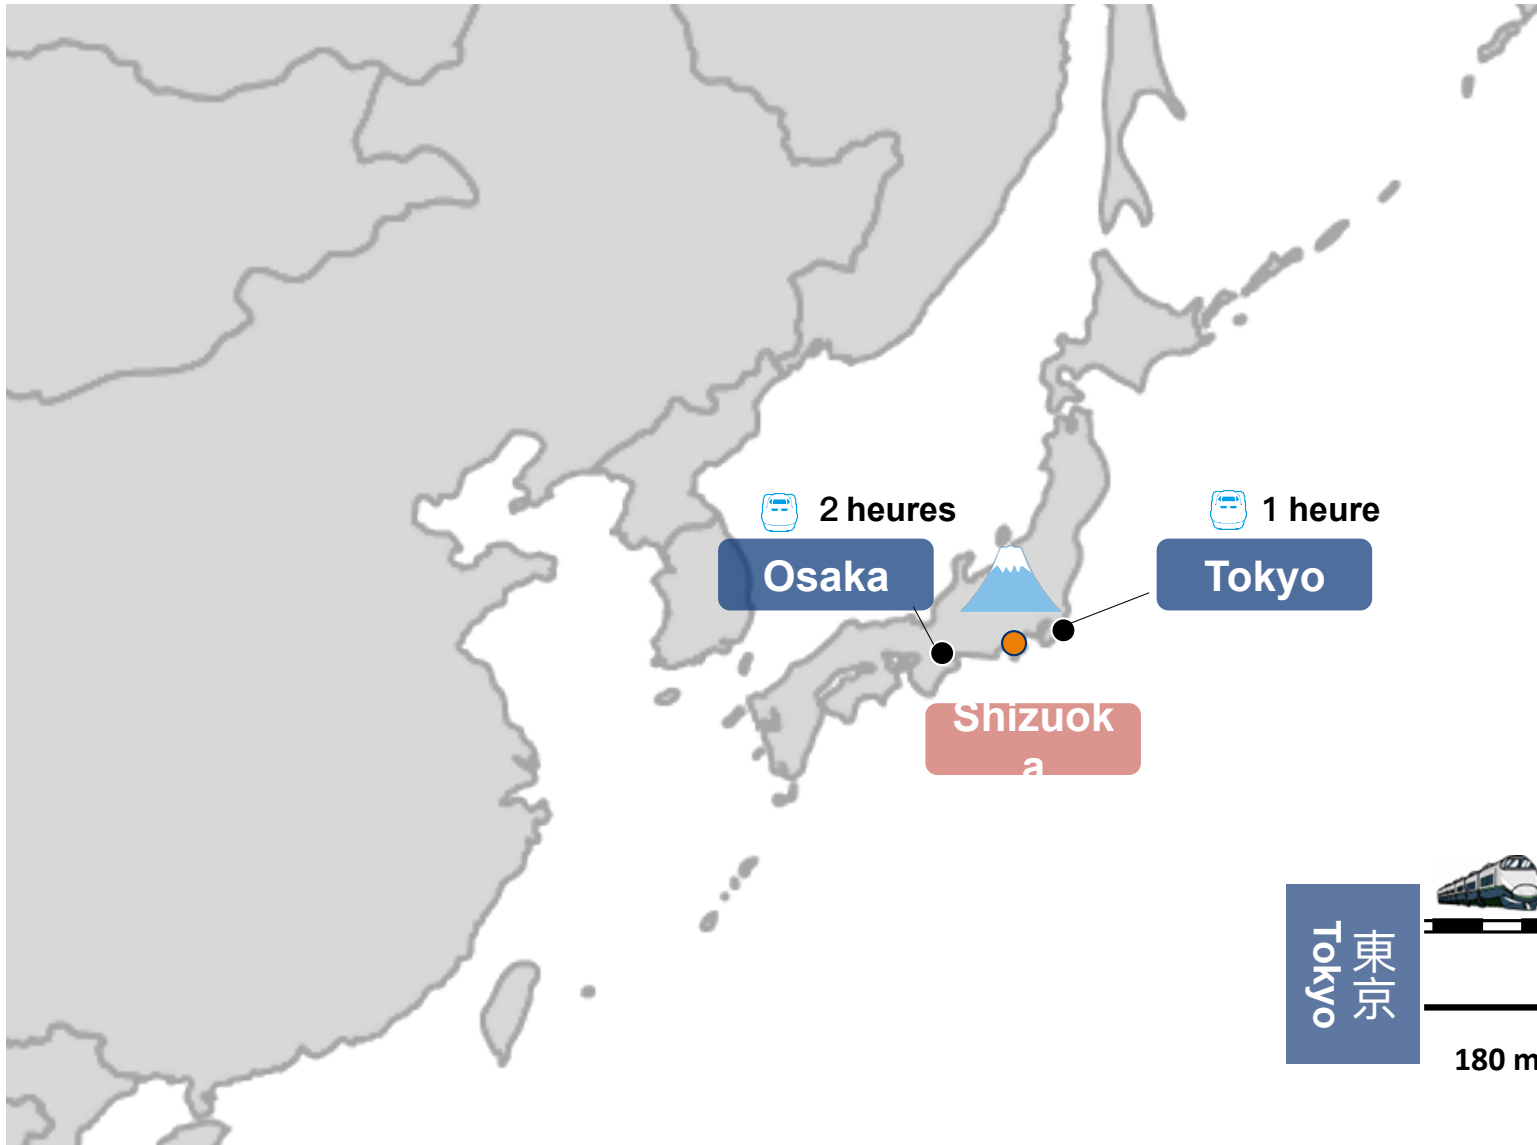 2 heures
Osaka
1 heure
Tokyo
Shizuok
a
東京
Tokyo
180 m